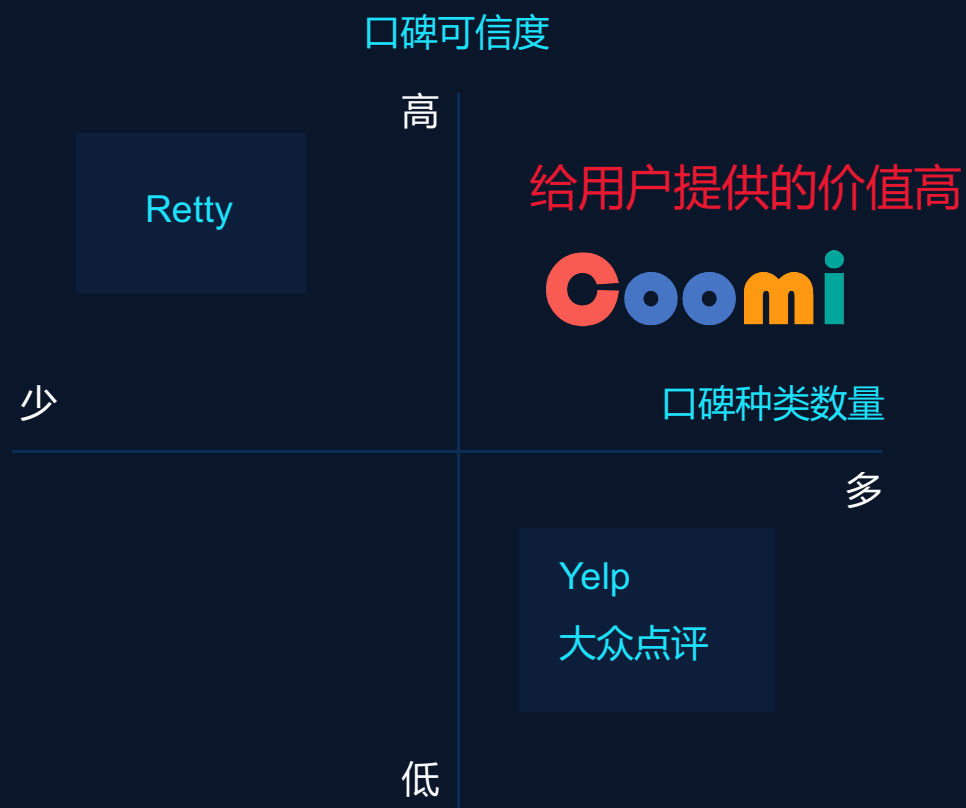 口碑可信度
高
给用户提供的价值高
Retty
Coomi
少
口碑种类数量
多
Yelp
大众点评
低